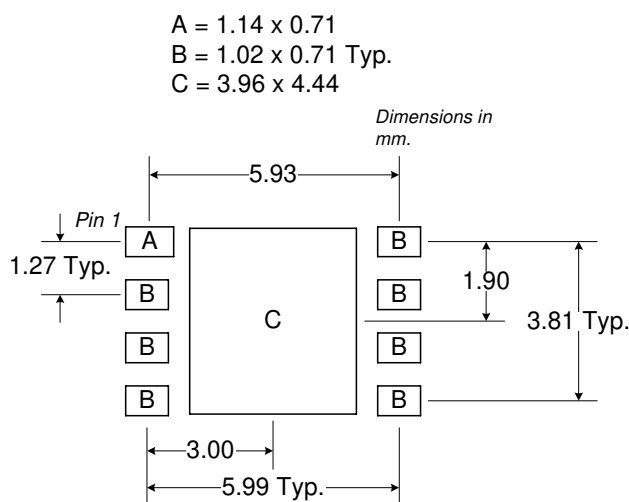 A = 1.14 x 0.71
B = 1.02 x 0.71 Typ.
C = 3.96 x 4.44
Dimensions in
mm.
5.93
Pin 1
A
B
1.27 Typ.
B
B
1.90
C
3.81 Typ.
B
B
B
B
3.00
5.99 Typ.